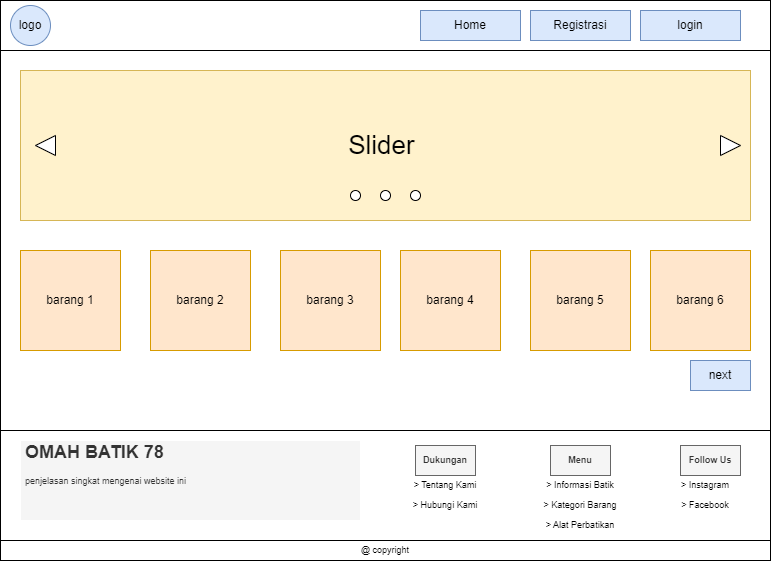 logo
Home
Registrasi
login
Slider
barang 1
barang 2
barang 3
barang 4
barang 5
barang 6
next
OMAH BATIK 78
penjelasan singkat mengenai website ini
Dukungan
> Tentang Kami
> Hubungi Kami
Menu
> Informasi Batik
> Kategori Barang
> Alat Perbatikan
Follow Us
> Instagram
> Facebook
@ copyright